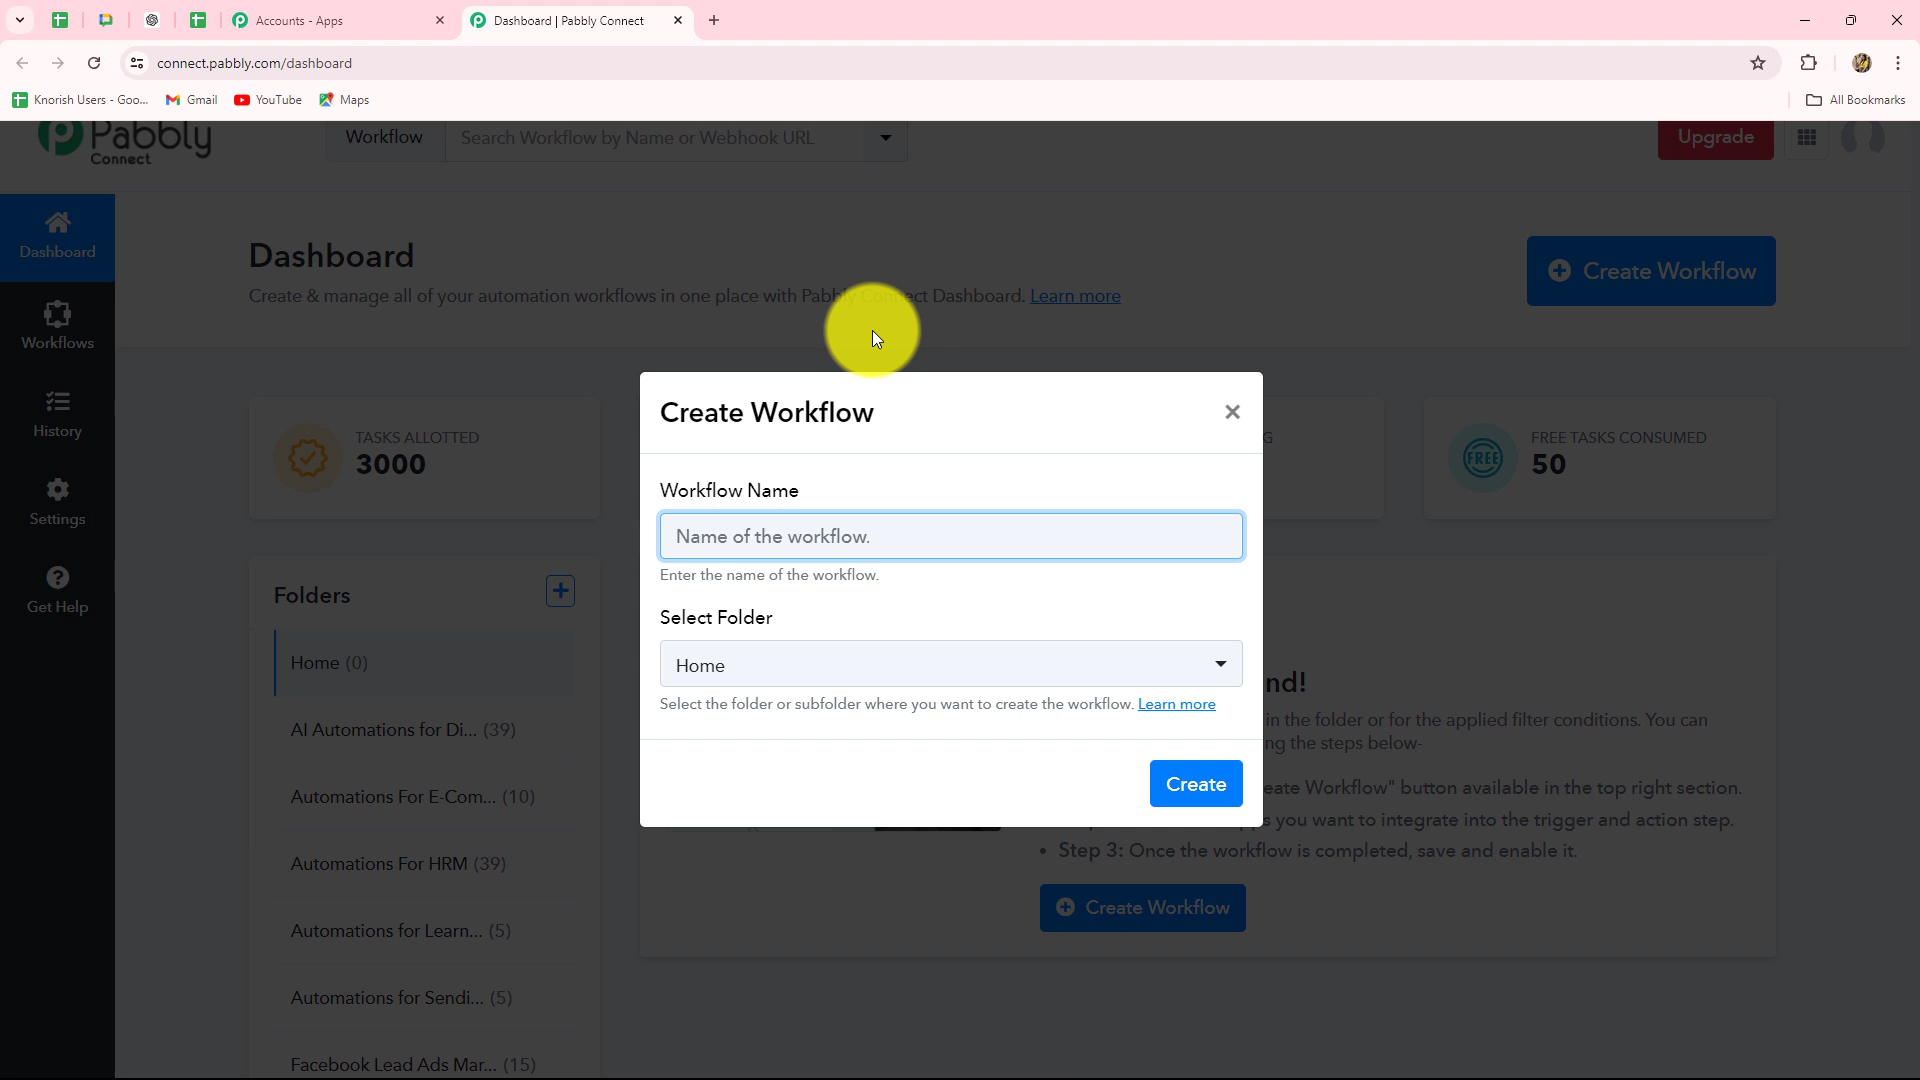 Accounts - Apps
Dashboard | Pabbly Connect
connect.pabbly.com/dashboard
Knorish Users - Goo...
Gmail
YouTube
Maps
All Bookmarks
Pabbly
Connect
Workflow
Search Workflow by Name or Webhook URL
Upgrade
Dashboard
Workflows
History
Settings
Get Help
Dashboard
Create & manage all of your automation workflows in one place with Pabbly Connect Dashboard. Learn more
Create Workflow
TASKS ALLOTTED
3000
G
FREE TASKS CONSUMED
FREE
50
Folders
Home (0)
AI Automations for Di... (39)
Automations For E-Com... (10)
Automations For HRM (39)
Automations for Learn... (5)
Automations for Sendi... (5)
Facebook Lead Ads Mar... (15)
Create Workflow
Workflow Name
Name of the workflow.
Enter the name of the workflow.
Select Folder
Home
Select the folder or subfolder where you want to create the workflow. Learn more
Create
nd!
in the folder or for the applied filter conditions. You can
ng the steps below-
eate Workflow" button available in the top right section.
s you want to integrate into the trigger and action step.
• Step 3: Once the workflow is completed, save and enable it.
Create Workflow